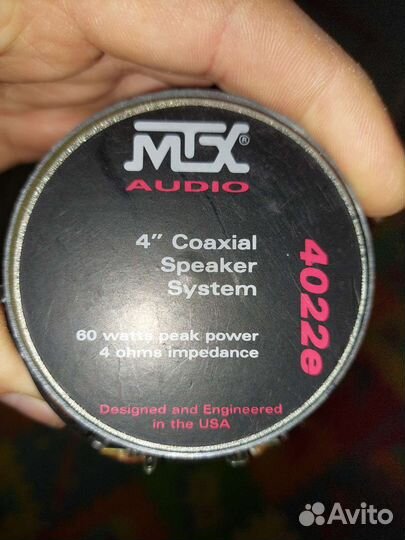 MTX®
AUDIO
4" Coaxial
Speaker
System
60 watts peak power
4 ohms impedance
40222e
Designed and Engineered
in the USA
Avito